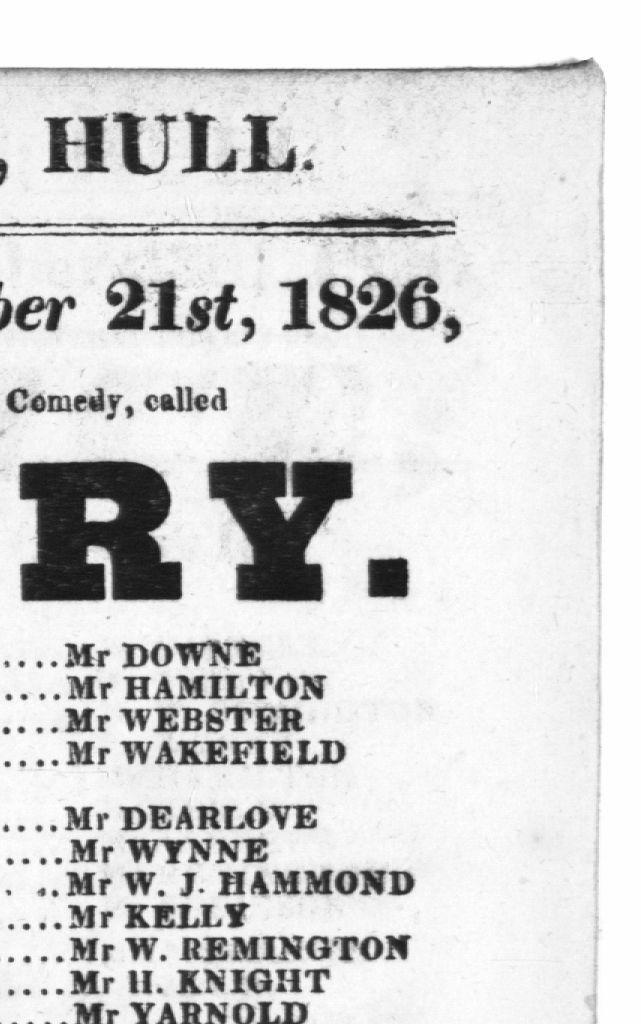 , HULL.
ber 21st, 1826,
Comedy, called
RY.
....Mr DOWNE
....Mr HAMILTON
....Mr WEBSTER
....Mr WAKEFIELD
....Mr DEARLOVE
....Mr WYNNE
. ..Mr W. J. HAMMOND
....Mr KELLY
....Mr W. REMINGTON
....Mr H. KNIGHT
.....Mr YARNOLD